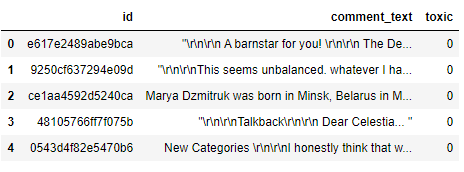 id comment_text toxic
0 e617e2489abe9bca "\r\n\r\n A barnstar for you! \r\n\r\n The De... 0
1 9250cf637294e09d "\r\n\r\nThis seems unbalanced. whatever I ha... 0
2 ce1aa4592d5240ca Marya Dzmitruk was born in Minsk, Belarus in M... 0
3 48105766ff7f075b "\r\n\r\nTalkback\r\n\r\n Dear Celestia... " 0
4 0543d4f82e5470b6 New Categories \r\n\r\nI honestly think that w... 0